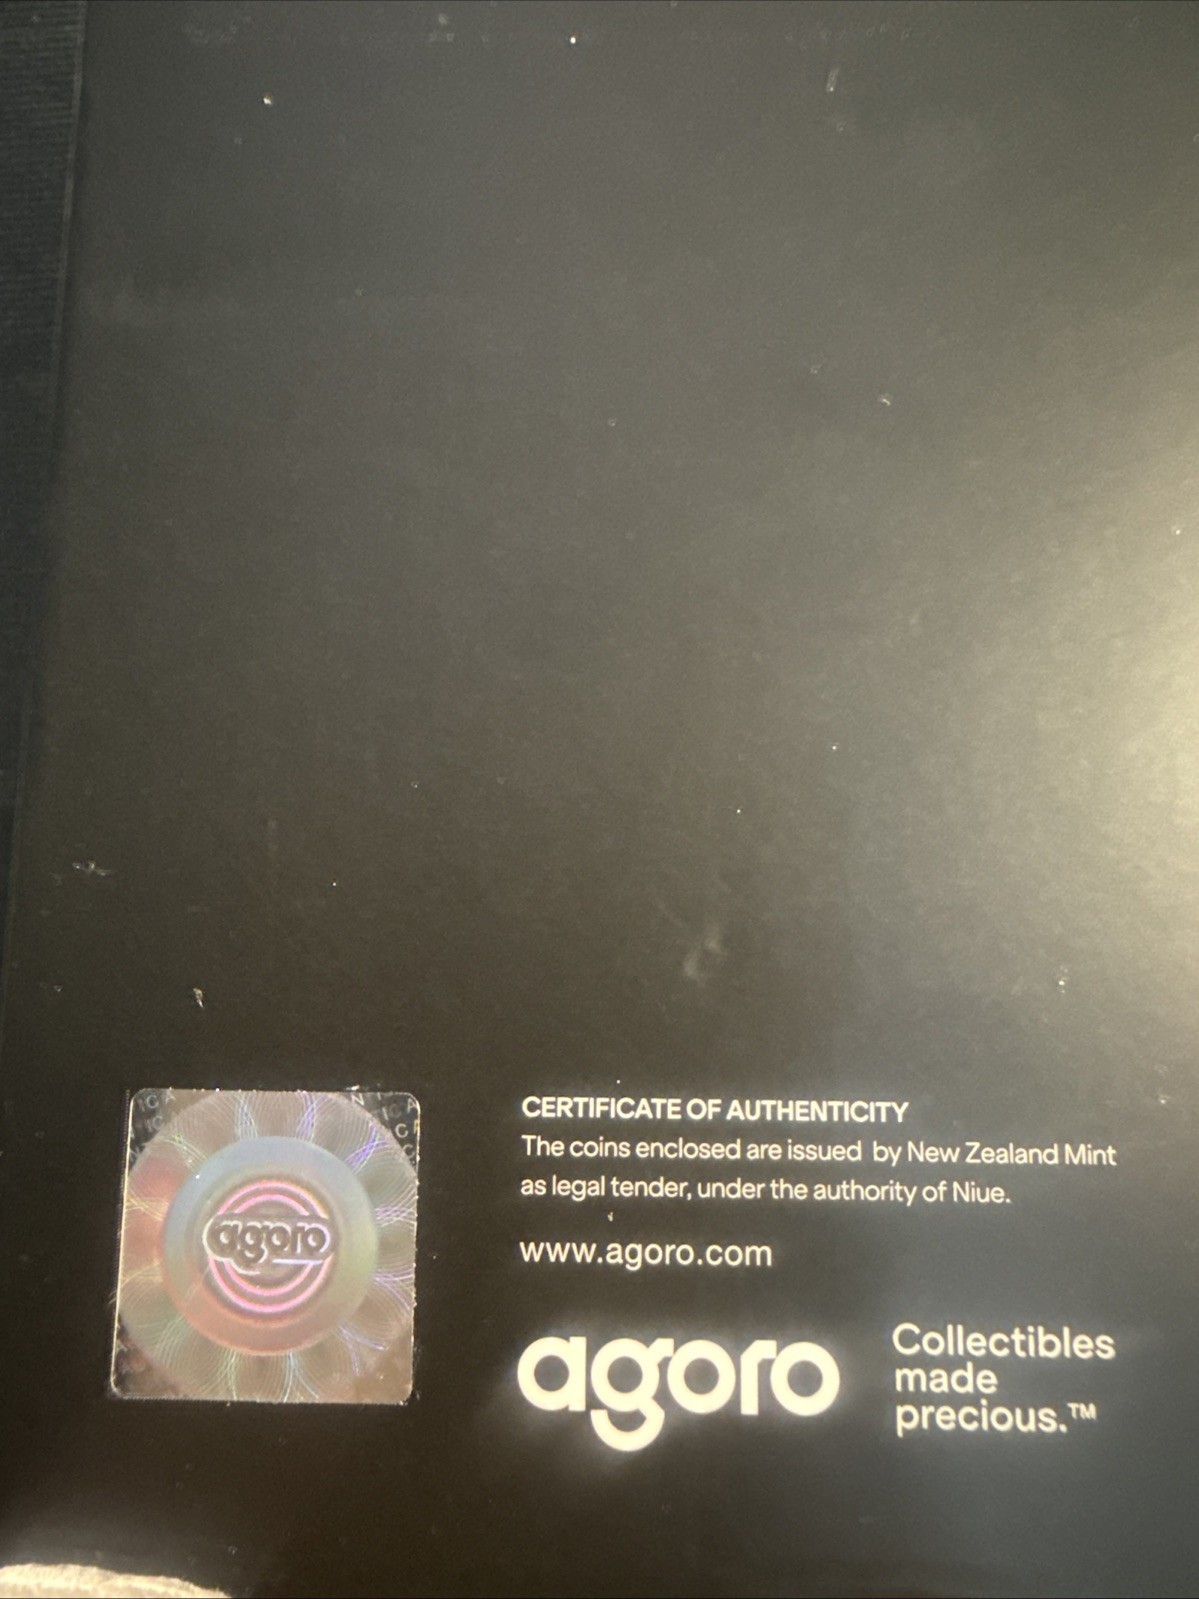 CERTIFICATE OF AUTHENTICITY
The coins enclosed are issued by New Zealand Mint
as legal tender, under the authority of Niue.
www.agoro.com
agoro
agoro
Collectibles
made
precious.™